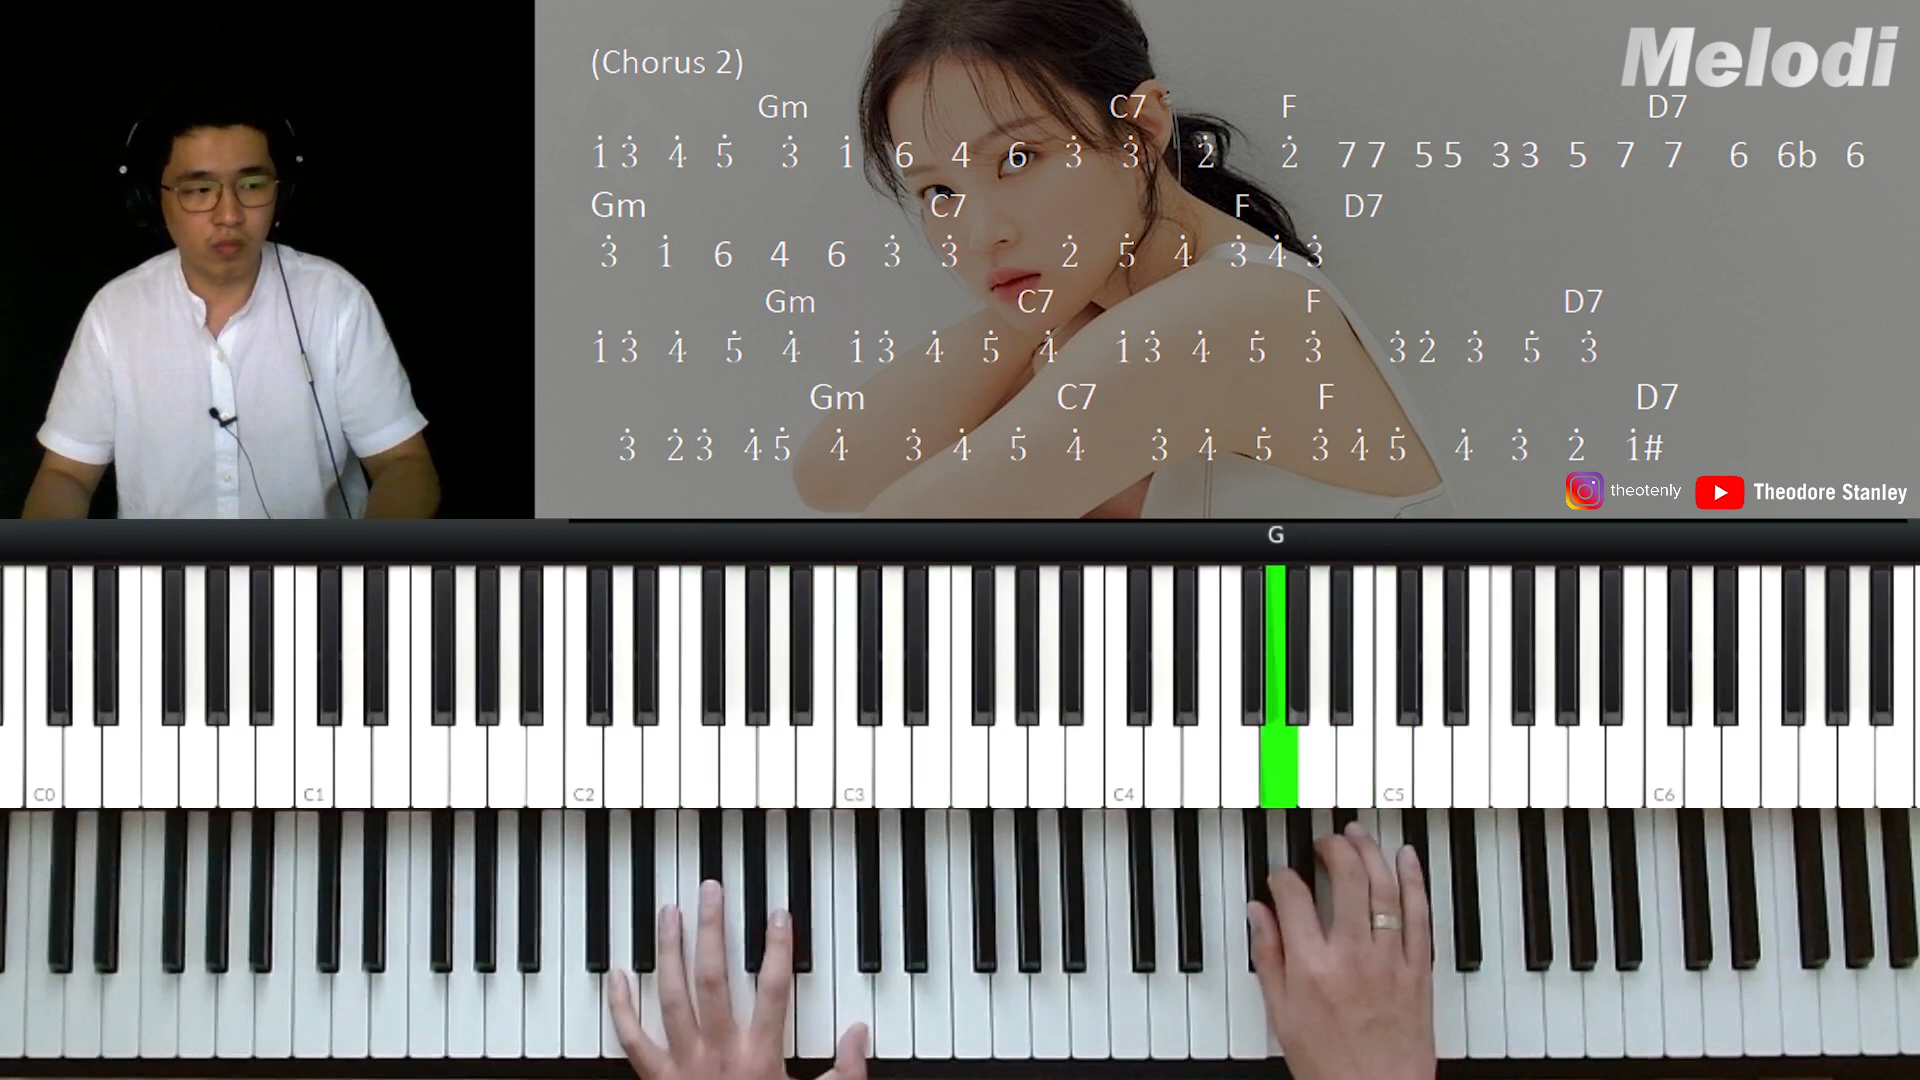 Melodi
(Chorus 2)
Gm C7 F D7
1̇ 3̇ 4̇ 5̇ 3̇ 1̇ 6 4 6 3̇ 3̇ 2̇ 2̇ 7 7 5 5 3 3 5 7 7 6 6b 6
Gm C7 F D7
3̇ 1̇ 6 4 6 3̇ 3̇ 2̇ 5̇ 4̇ 3̇ 4̇ 3̇
Gm C7 F D7
1̇ 3̇ 4̇ 5̇ 4̇ 1̇ 3̇ 4̇ 5̇ 4̇ 1̇ 3̇ 4̇ 5̇ 3̇ 3̇ 2̇ 3̇ 5̇ 3̇
Gm C7 F D7
3̇ 2̇ 3̇ 4̇ 5̇ 4̇ 3̇ 4̇ 5̇ 4̇ 3̇ 4̇ 5̇ 3̇ 4̇ 5̇ 4̇ 3̇ 2̇ 1̇#
theotenly Theodore Stanley
G
C0 C1 C2 C3 C4 C5 C6